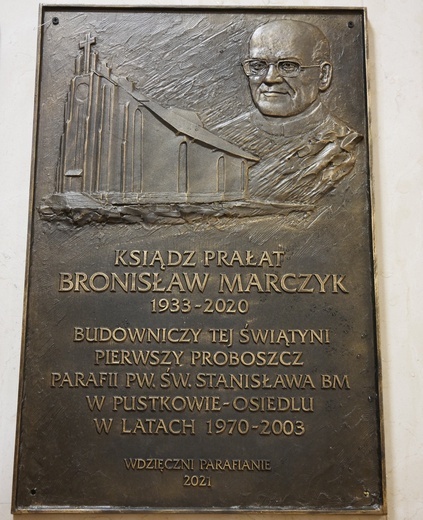 KSIĄDZ PRAŁAT
BRONISŁAW MARCZYK
1933-2020
BUDOWNICZY TEJ ŚWIĄTYNI
PIERWSZY PROBOSZCZ
PARAFII PW. ŚW. STANISŁAWA BM
W PUSTKOWIE-OSIEDLU
W LATACH 1970-2003
WDZIĘCZNI PARAFIANIE
2021